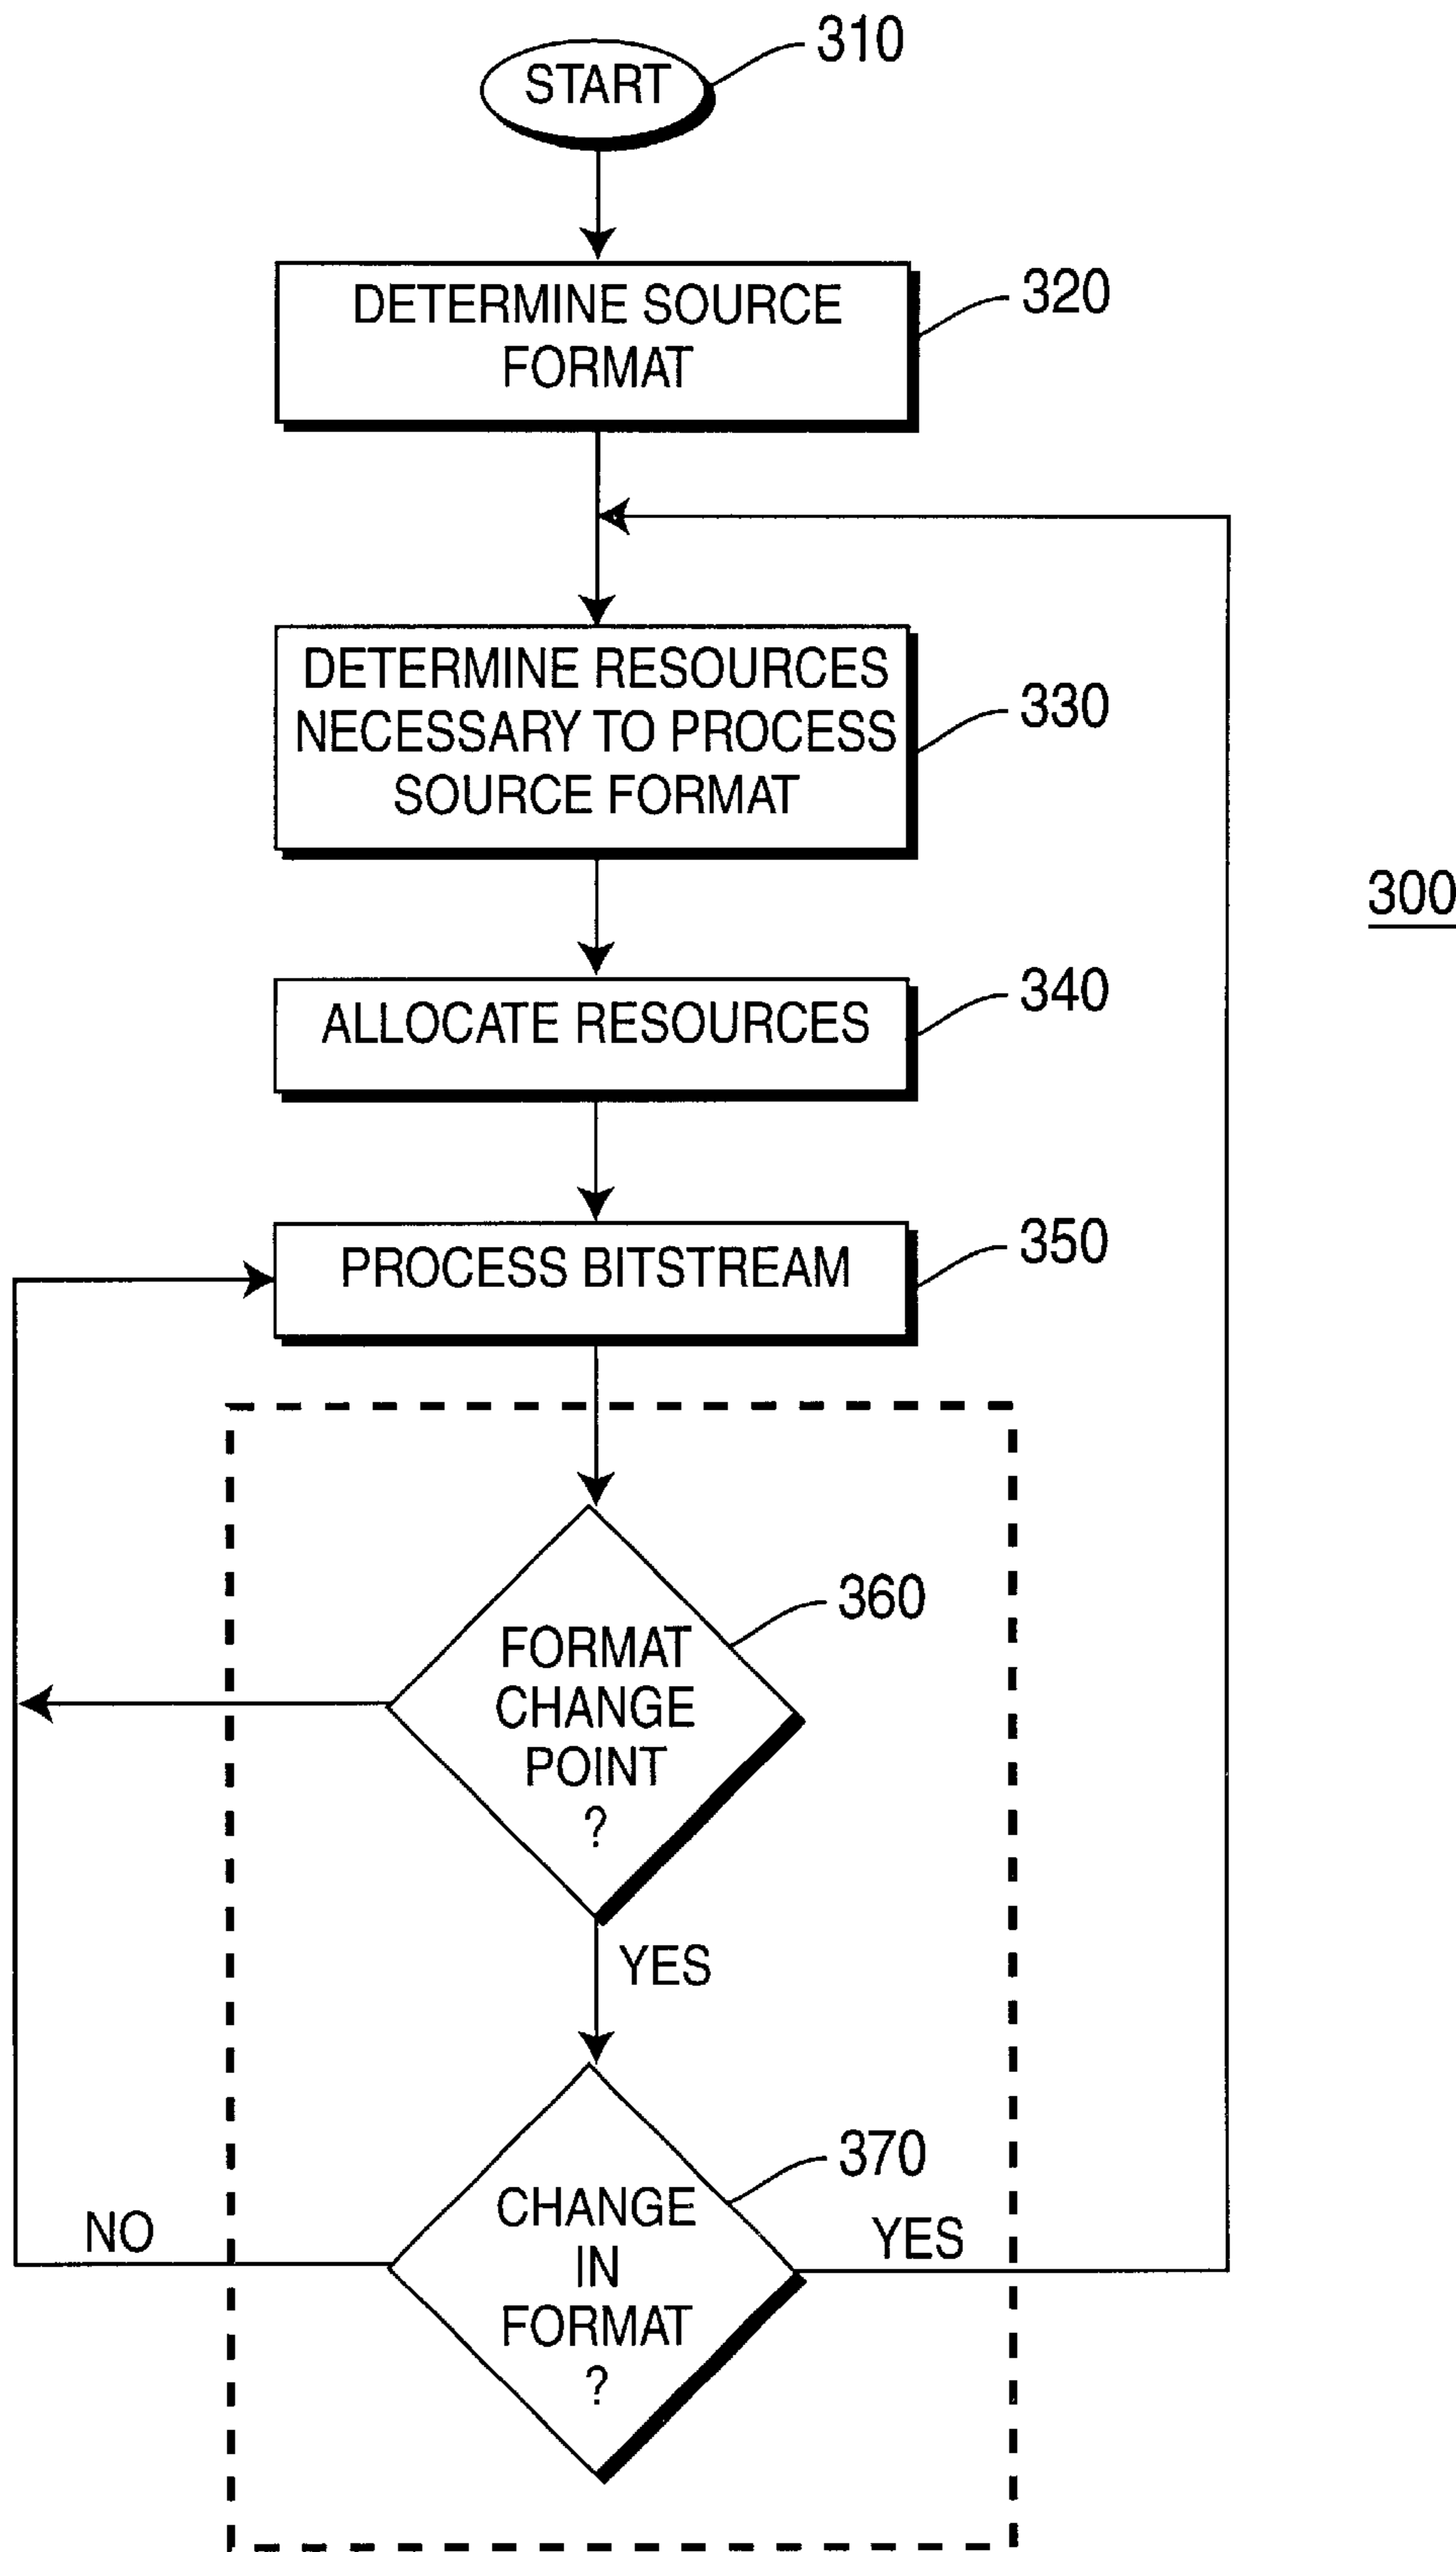 START
310
DETERMINE SOURCE
FORMAT
320
DETERMINE RESOURCES
NECESSARY TO PROCESS
SOURCE FORMAT
330
300
ALLOCATE RESOURCES
340
PROCESS BITSTREAM
350
FORMAT
CHANGE
POINT
?
360
YES
CHANGE
IN
FORMAT
?
370
NO
YES